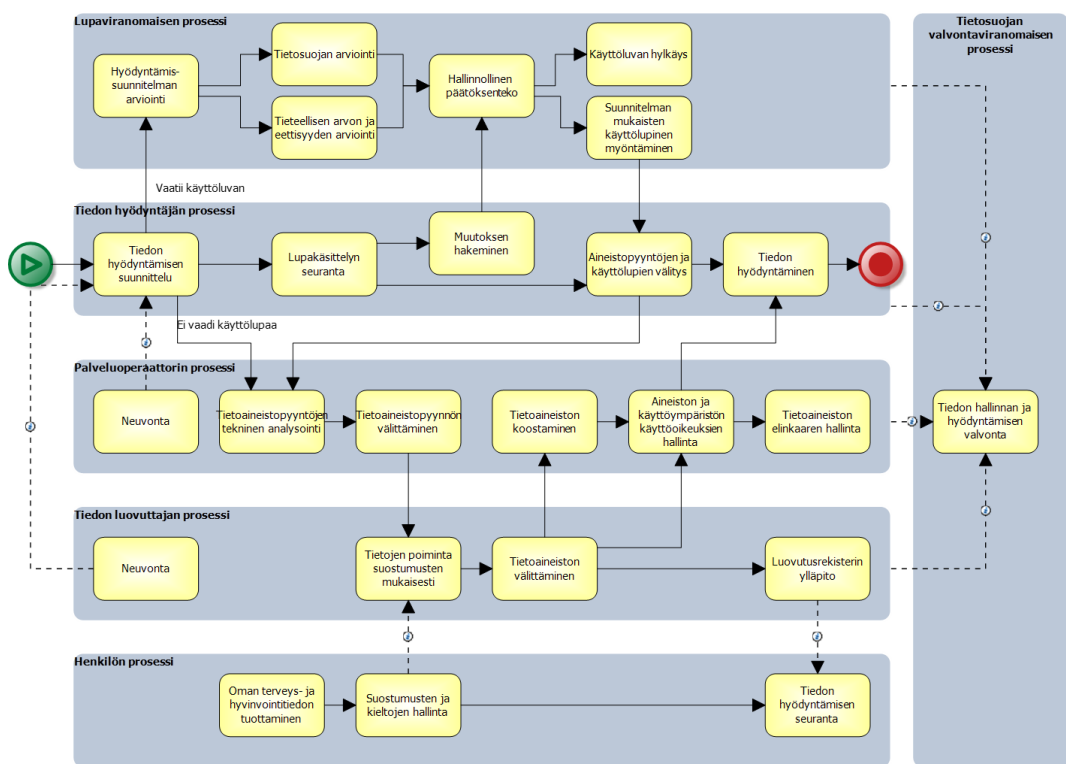 Lupaviranomaisen prosessi
Hyödyntämis-
suunnitelman
arviointi
Tietosuojan arviointi
Tieteellisen arvon ja
eettisyyden arviointi
Hallinnollinen
päätöksenteko
Käyttöluvan hylkäys
Suunnitelman
mukaisten
käyttölupinen
myöntäminen
Tietosuojan
valvontaviranomaisen
prosessi
Vaatii käyttöluvan
Tiedon hyödyntäjän prosessi
Tiedon
hyödyntämisen
suunnittelu
Lupakäsittelyn
seuranta
Muutoksen
hakeminen
Aineistopyyntöjen ja
käyttölupien välitys
Tiedon
hyödyntäminen
Ei vaadi käyttölupaa
Palveluoperaattorin prosessi
Neuvonta
Tietoaineistopyyntöjen
tekninen analysointi
Tietoaineistopyynnön
välittäminen
Tietoaineiston
koostaminen
Aineiston ja
käyttöympäristön
käyttöoikeuksien
hallinta
Tietoaineiston
elinkaaren hallinta
Tiedon hallinnan ja
hyödyntämisen
valvonta
Tiedon luovuttajan prosessi
Neuvonta
Tietojen poiminta
suostumusten
mukaisesti
Tietoaineiston
välittäminen
Luovutusrekisterin
ylläpito
Henkilön prosessi
Oman terveys- ja
hyvinvointitiedon
tuottaminen
Suostumusten ja
kieltojen hallinta
Tiedon
hyödyntämisen
seuranta